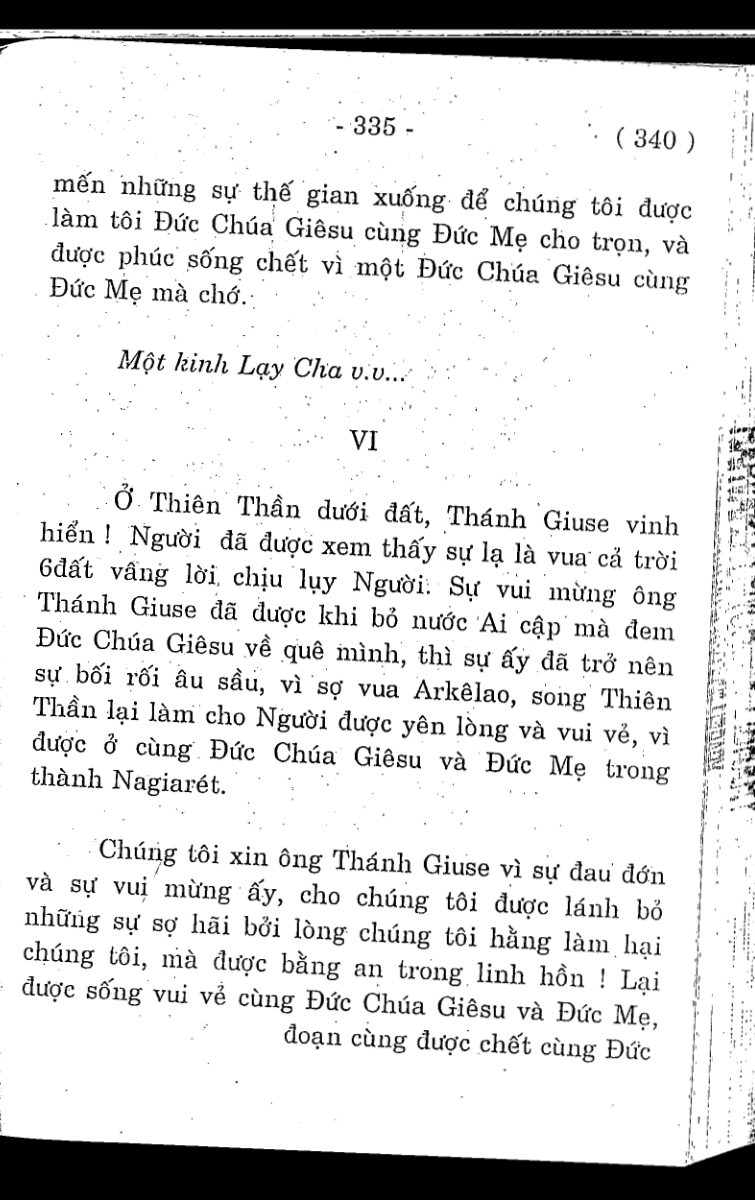 - 335 -
( 340 )
mến những sự thế gian xuống để chúng tôi được
làm tôi Đức Chúa Giêsu cùng Đức Mẹ cho trọn, và
được phúc sống chết vì một Đức Chúa Giêsu cùng
Đức Mẹ mà chớ.
Một kinh Lạy Cha v.v...
VI
Ở Thiên Thần dưới đất, Thánh Giuse vinh
hiển ! Người đã được xem thấy sự lạ là vua cả trời
6đất vâng lời chịu lụy Người. Sự vui mừng ông
Thánh Giuse đã được khi bỏ nước Ai cập mà đem
Đức Chúa Giêsu về quê mình, thì sự ấy đã trở nên
sự bối rối âu sầu, vì sợ vua Arkêlao, song Thiên
Thần lại làm cho Người được yên lòng và vui vẻ, vì
được ở cùng Đức Chúa Giêsu và Đức Mẹ trong
thành Nagiarét.
Chúng tôi xin ông Thánh Giuse vì sự đau đớn
và sự vui mừng ấy, cho chúng tôi được lánh bỏ
những sự sợ hãi bởi lòng chúng tôi hằng làm hại
chúng tôi, mà được bằng an trong linh hồn ! Lại
được sống vui vẻ cùng Đức Chúa Giêsu và Đức Mẹ,
đoạn cùng được chết cùng Đức